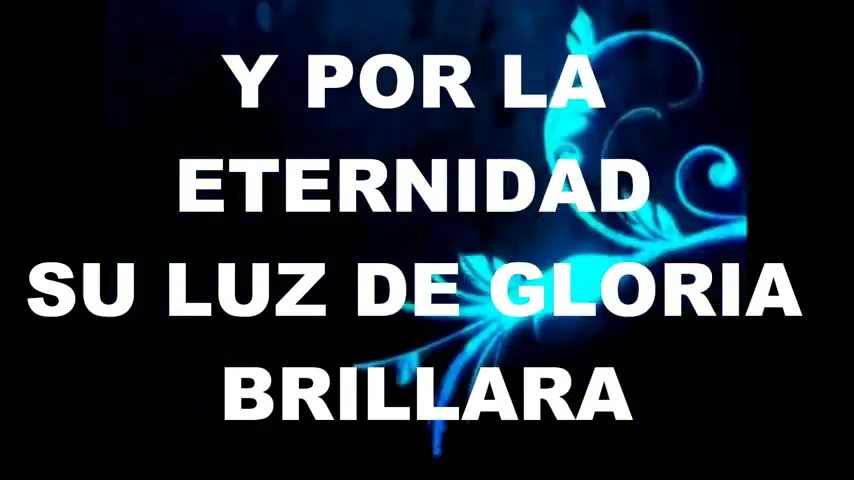 Y POR LA
ETERNIDAD
SU LUZ DE GLORIA
BRILLARA